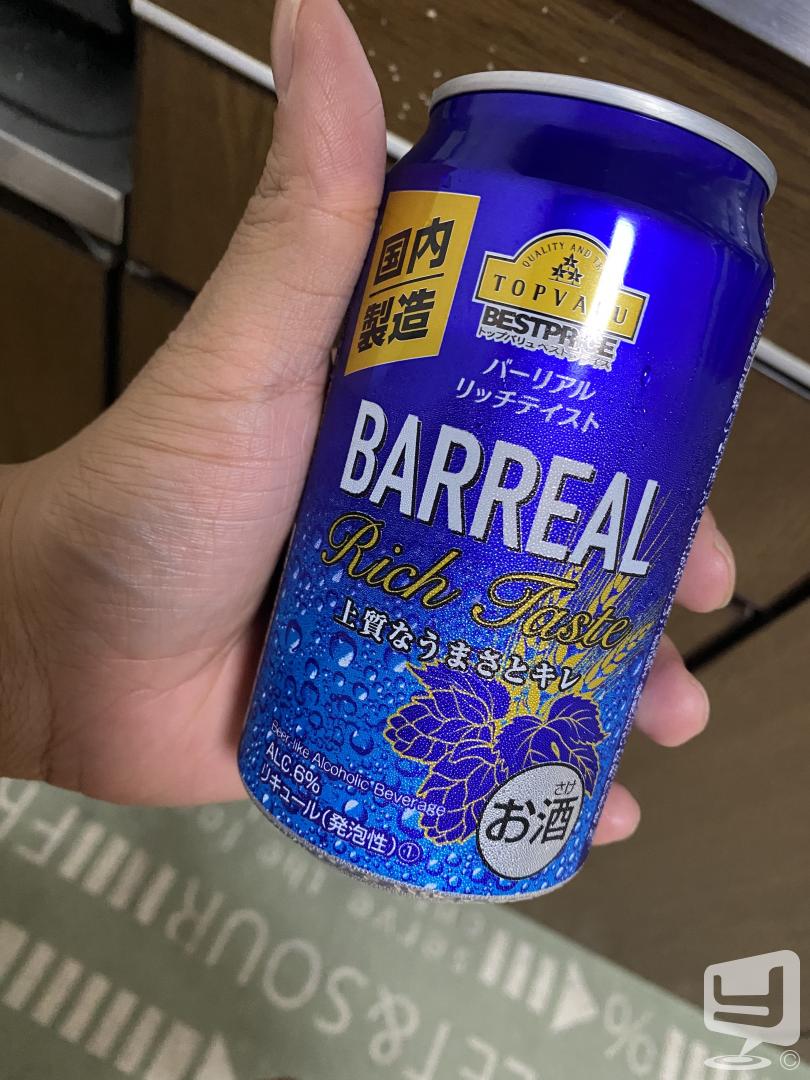 国内
製造
QUALITY AND
TOPVALU
BESTPRICE
トップバリュ ベストプライス
バーリアル
リッチテイスト
BARREAL
Rich Taste
上質なうまさとキレ
Beer-like Alcoholic Beverage
ALC.6%
リキュール(発泡性)①
さけ
お酒
serve the
&SOUR
%
Y ©